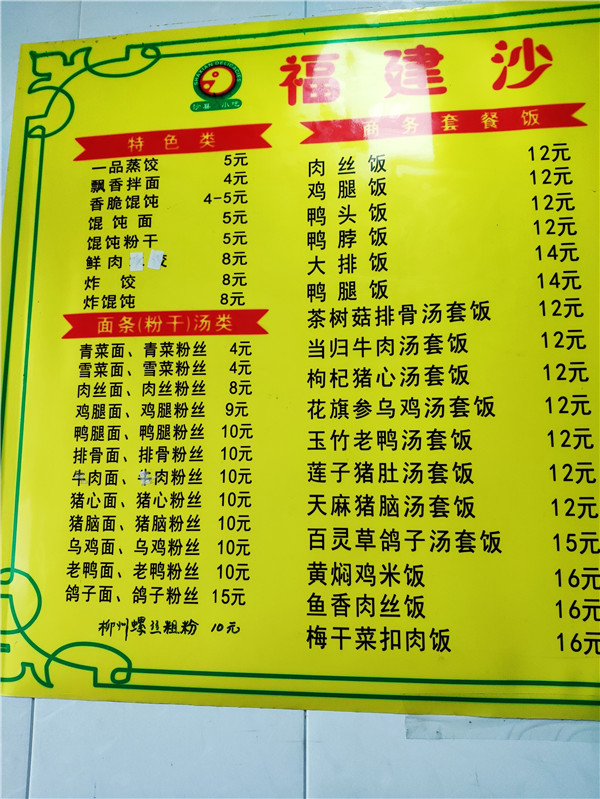 福建沙
SHAXIAN DELICACIES
沙县小吃
特色类
一品蒸饺 5元
飘香拌面 4元
香脆馄饨 4-5元
馄饨面 5元
馄饨粉干 5元
鲜肉 饺 8元
炸饺 8元
炸馄饨 8元
面条(粉干)汤类
青菜面、青菜粉丝 4元
雪菜面、雪菜粉丝 4元
肉丝面、肉丝粉丝 8元
鸡腿面、鸡腿粉丝 9元
鸭腿面、鸭腿粉丝 10元
排骨面、排骨粉丝 10元
牛肉面、牛肉粉丝 10元
猪心面、猪心粉丝 10元
猪脑面、猪脑粉丝 10元
乌鸡面、乌鸡粉丝 10元
老鸭面、老鸭粉丝 10元
鸽子面、鸽子粉丝 15元
柳州螺丝粗粉 10元
商务套餐饭
肉丝饭 12元
鸡腿饭 12元
鸭头饭 12元
鸭脖饭 12元
大排饭 14元
鸭腿饭 14元
茶树菇排骨汤套饭 12元
当归牛肉汤套饭 12元
枸杞猪心汤套饭 12元
花旗参乌鸡汤套饭 12元
玉竹老鸭汤套饭 12元
莲子猪肚汤套饭 12元
天麻猪脑汤套饭 12元
百灵草鸽子汤套饭 15元
黄焖鸡米饭 16元
鱼香肉丝饭 16元
梅干菜扣肉饭 16元